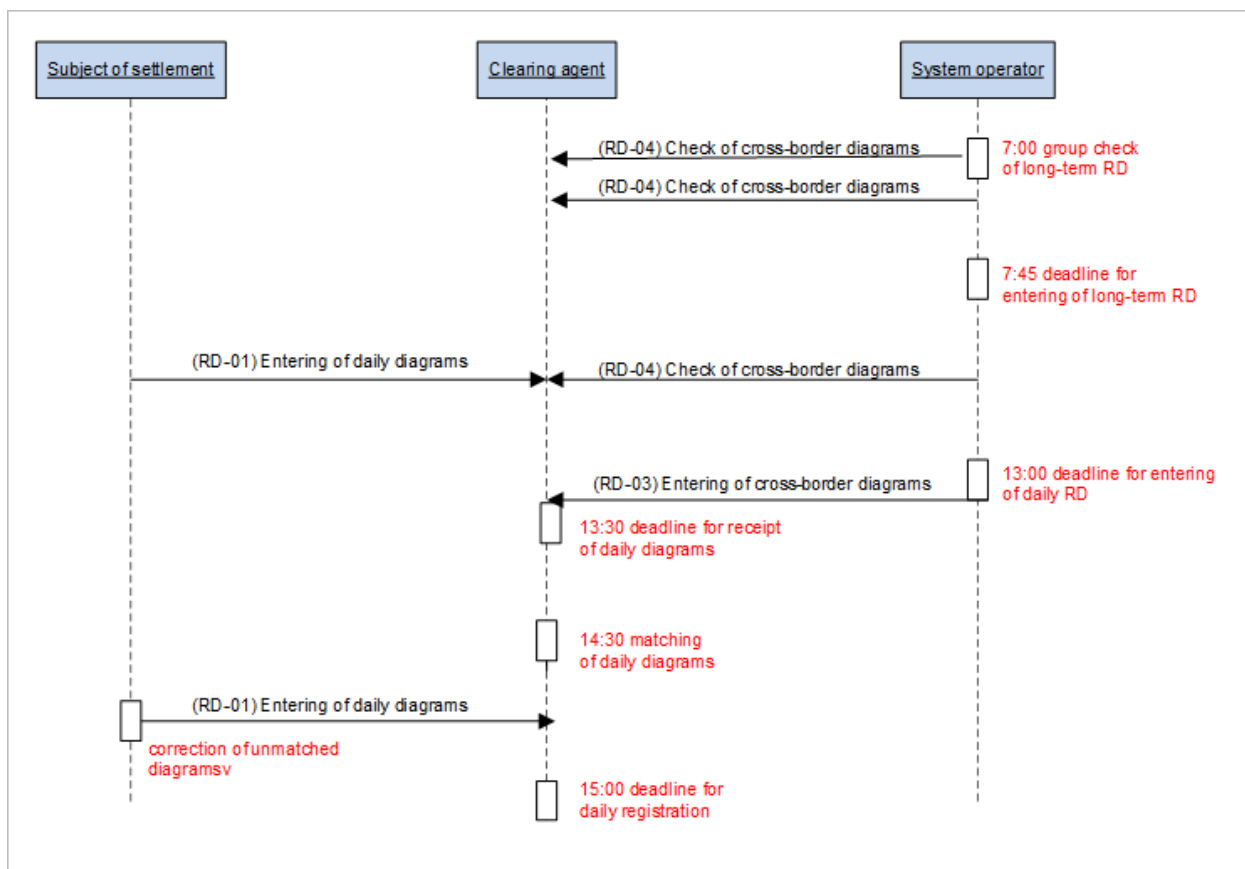 Subject of settlement
Clearing agent
System operator
(RD-04) Check of cross-border diagrams
7:00 group check
of long-term RD
(RD-04) Check of cross-border diagrams
7:45 deadline for
entering of long-term RD
(RD-01) Entering of daily diagrams
(RD-04) Check of cross-border diagrams
13:00 deadline for entering
of daily RD
(RD-03) Entering of cross-border diagrams
13:30 deadline for receipt
of daily diagrams
14:30 matching
of daily diagrams
(RD-01) Entering of daily diagrams
correction of unmatched
diagramsv
15:00 deadline for
daily registration